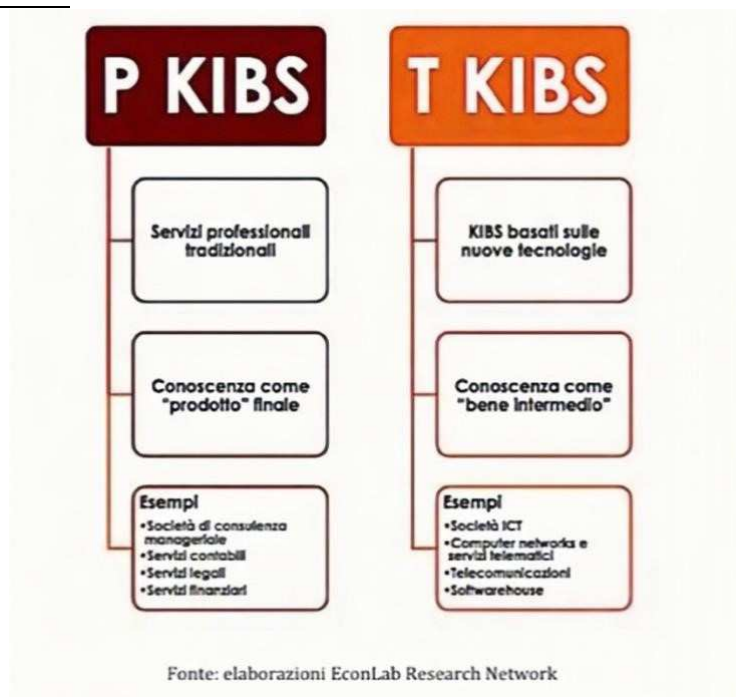 P KIBS
Servizi professionali
tradizionali
Conoscenza come
"prodotto" finale
Esempi
•Società di consulenza
manageriale
•Servizi contabili
•Servizi legali
•Servizi finanziari
T KIBS
KIBS basati sulle
nuove tecnologie
Conoscenza come
"bene intermedio"
Esempi
•Società ICT
•Computer networks e
servizi telematici
•Telecomunicazioni
•Softwarehouse
Fonte: elaborazioni EconLab Research Network